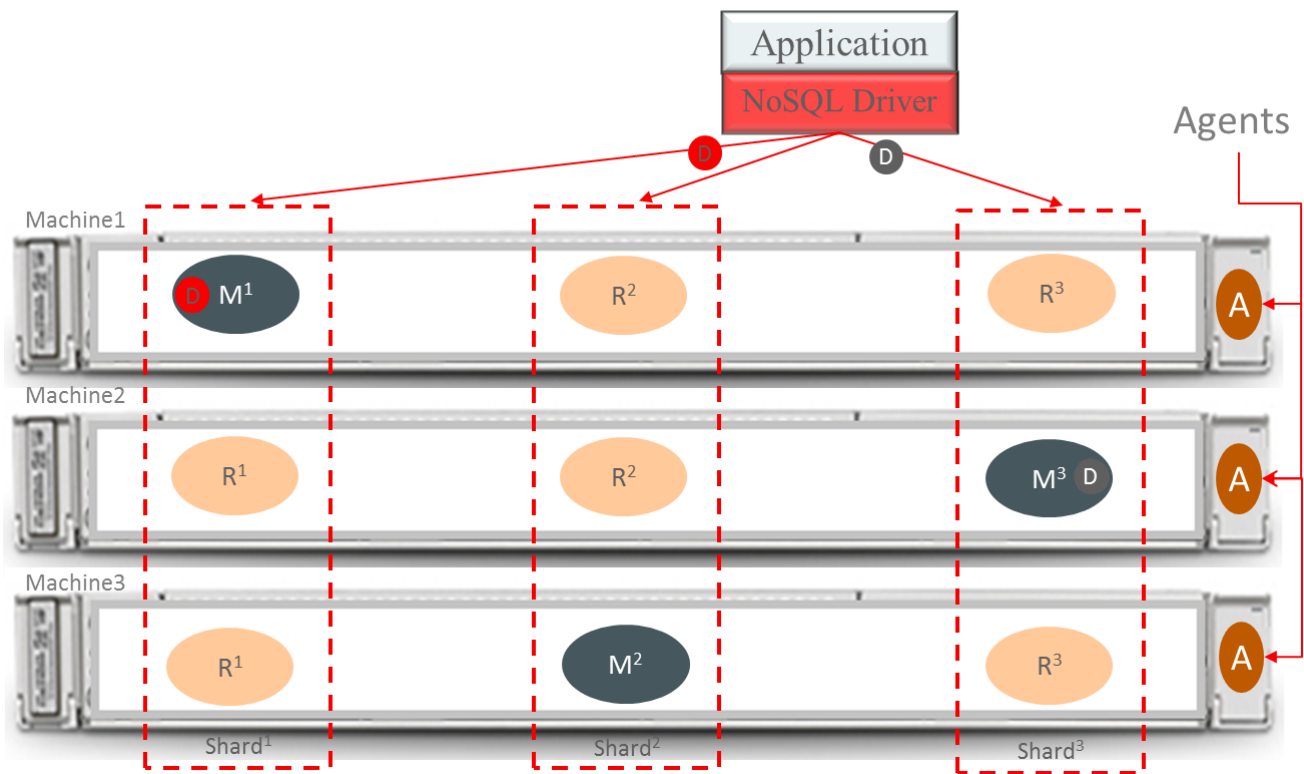 Application
NoSQL Driver
Agents
D
D
Machine1
D M¹
R²
R³
A
Machine2
R¹
R²
M³ D
A
Machine3
R¹
M²
R³
A
Shard¹
Shard²
Shard³